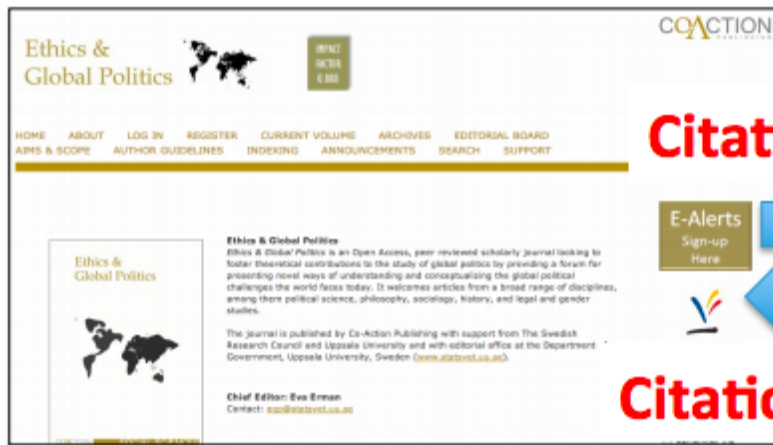 COACTION
PUBLISHING
Ethics &
Global Politics
IMPACT
FACTOR
HOME ABOUT LOG IN REGISTER CURRENT VOLUME ARCHIVES EDITORIAL BOARD
AIMS & SCOPE AUTHOR GUIDELINES INDEXING ANNOUNCEMENTS SEARCH SUPPORT
Citat
E-Alerts
Sign-up
Here
Ethics & Global Politics
Ethics & Global Politics is an Open Access, peer reviewed scholarly journal looking to
foster theoretical contributions to the study of global politics by providing a forum for
presenting novel ways of understanding and conceptualizing the global political
challenges the world faces today. It welcomes articles from a broad range of disciplines,
among them political science, philosophy, sociology, history, and legal and gender
studies.
The journal is published by Co-Action Publishing with support from The Swedish
Research Council and Uppsala University and with editorial office at the Department
Government, Uppsala University, Sweden (www.statsvet.uu.se).
Chief Editor: Eva Erman
Contact: egp@statsvet.uu.se
Ethics &
Global Politics
Citatio